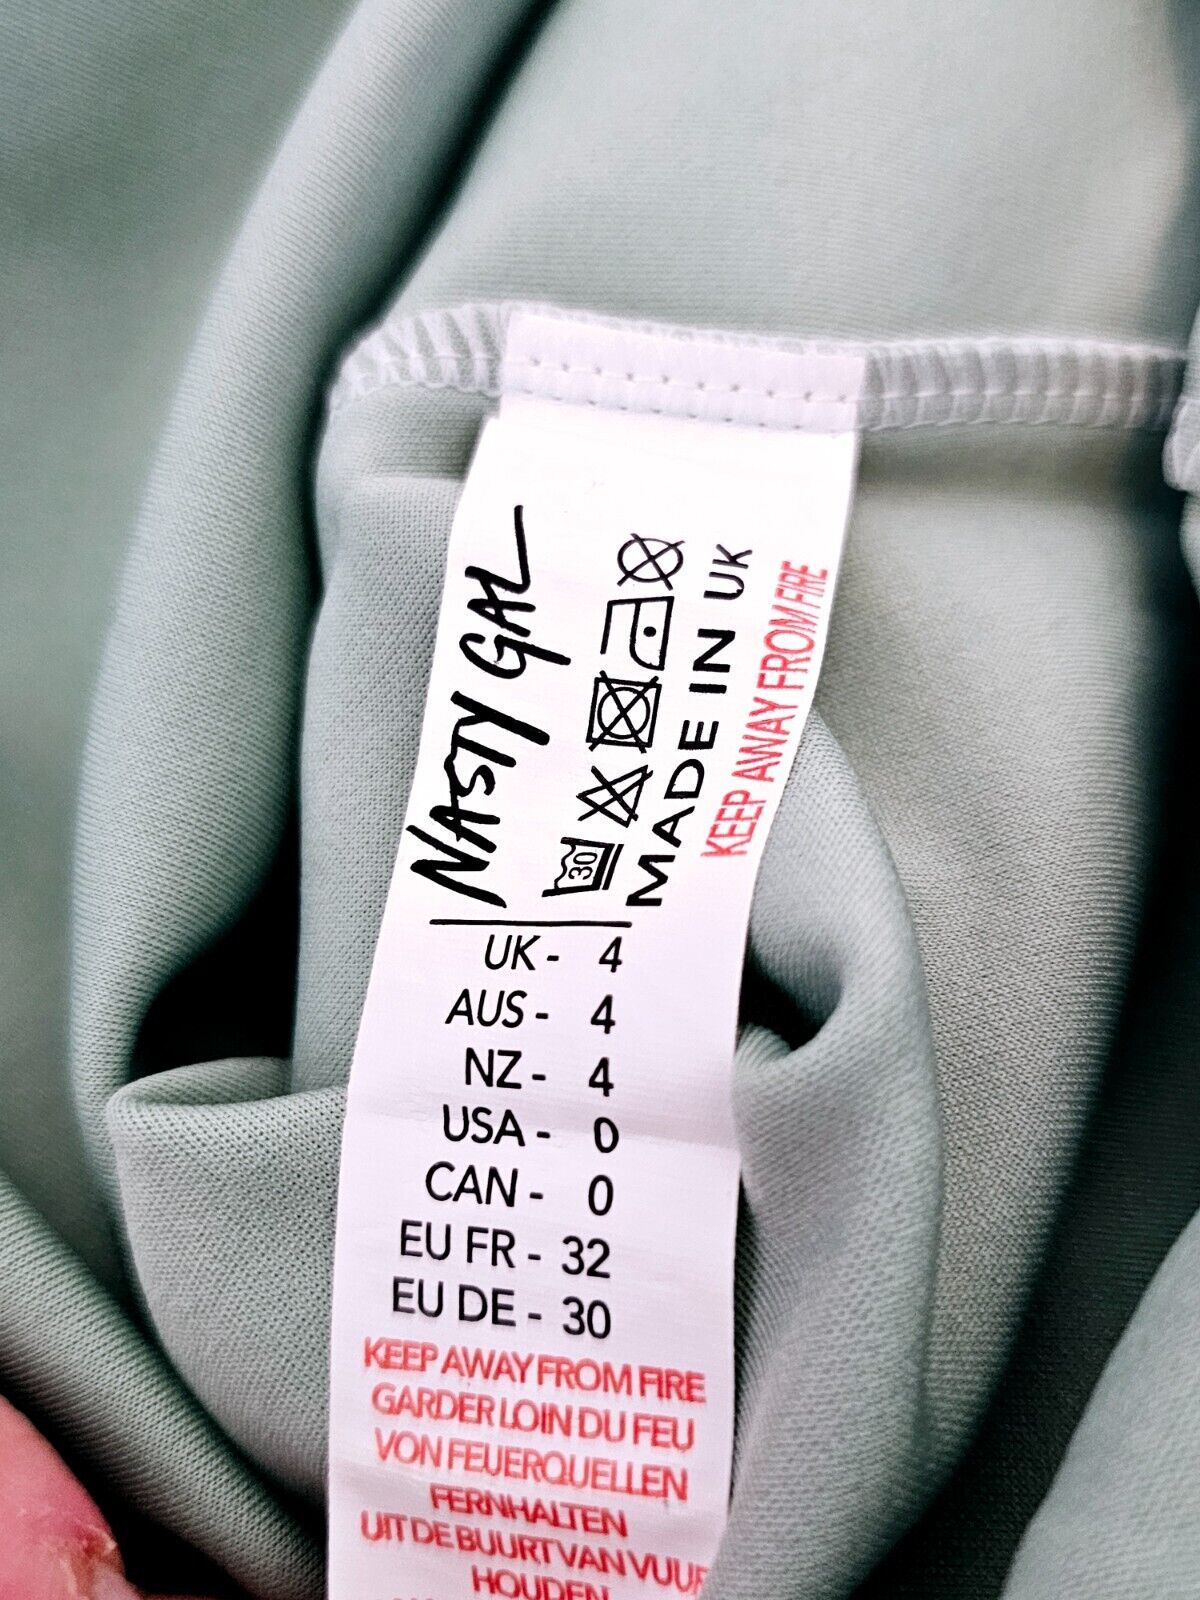 NASTY GAL
30
MADE IN UK
KEEP AWAY FROM FIRE
UK - 4
AUS - 4
NZ - 4
USA - 0
CAN - 0
EU FR - 32
EU DE - 30
KEEP AWAY FROM FIRE
GARDER LOIN DU FEU
VON FEUERQUELLEN
FERNHALTEN
UIT DE BUURT VAN VUUR
HOUDEN